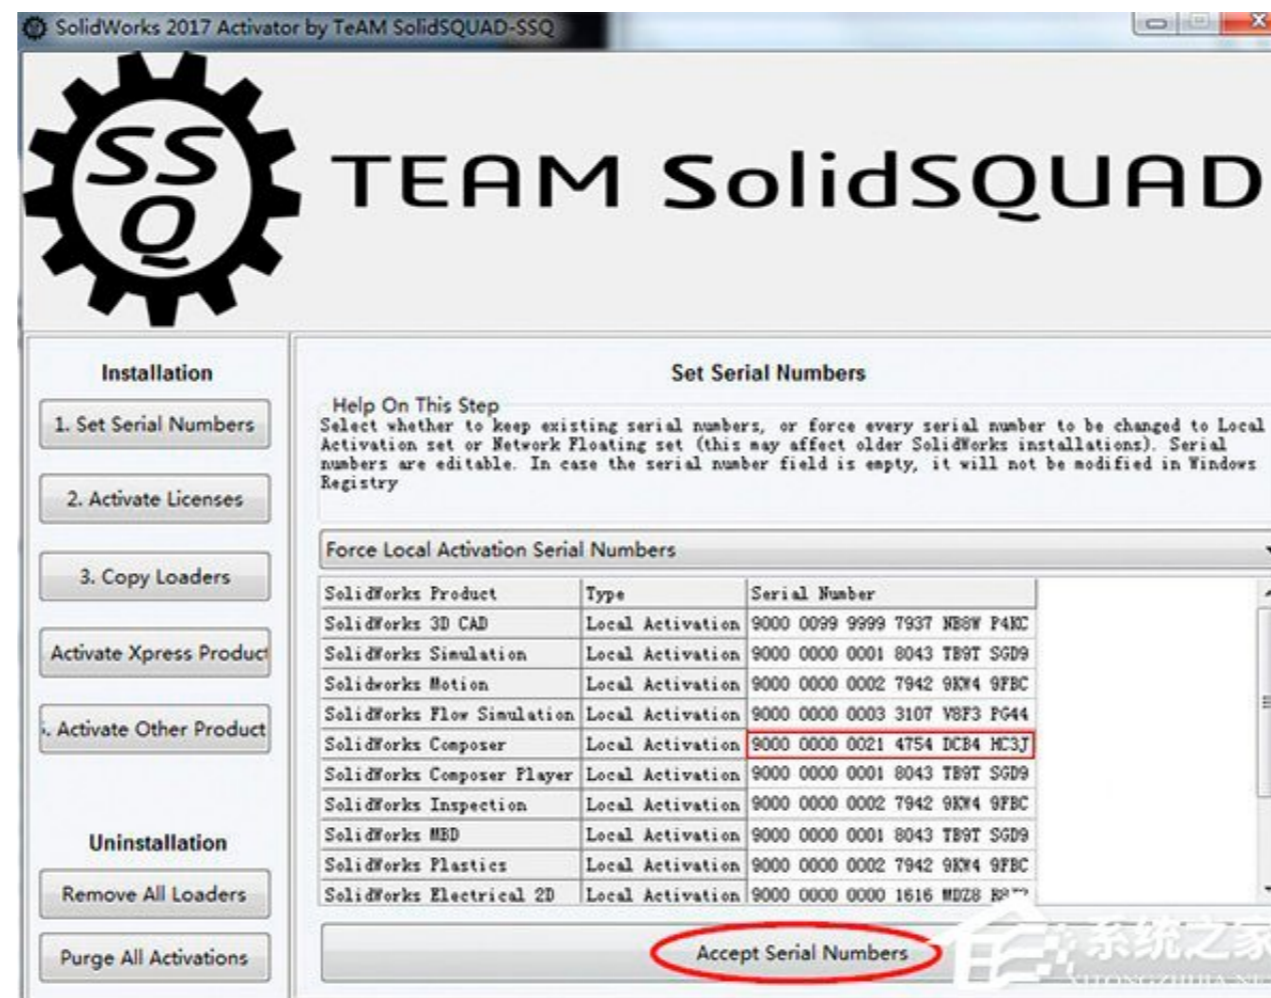 SolidWorks 2017 Activator by TeAM SolidSQUAD-SSQ
SSQ
TEAM SolidSQUAD
Installation
1. Set Serial Numbers
2. Activate Licenses
3. Copy Loaders
Activate Xpress Product
. Activate Other Product
Uninstallation
Remove All Loaders
Purge All Activations
Set Serial Numbers
Help On This Step
Select whether to keep existing serial numbers, or force every serial number to be changed to Local
Activation set or Network Floating set (this may affect older SolidWorks installations). Serial
numbers are editable. In case the serial number field is empty, it will not be modified in Windows
Registry
Force Local Activation Serial Numbers
SolidWorks Product Type Serial Number
SolidWorks 3D CAD Local Activation 9000 0099 9999 7937 NB8W P4KC
SolidWorks Simulation Local Activation 9000 0000 0001 8043 TB9T SGD9
Solidworks Motion Local Activation 9000 0000 0002 7942 9KW4 9FBC
SolidWorks Flow Simulation Local Activation 9000 0000 0003 3107 V8F3 PG44
SolidWorks Composer Local Activation 9000 0000 0021 4754 DCB4 HC3J
SolidWorks Composer Player Local Activation 9000 0000 0001 8043 TB9T SGD9
SolidWorks Inspection Local Activation 9000 0000 0002 7942 9KW4 9FBC
SolidWorks MBD Local Activation 9000 0000 0001 8043 TB9T SGD9
SolidWorks Plastics Local Activation 9000 0000 0002 7942 9KW4 9FBC
SolidWorks Electrical 2D Local Activation 9000 0000 0000 1616 MDZ8
Accept Serial Numbers
系统之家